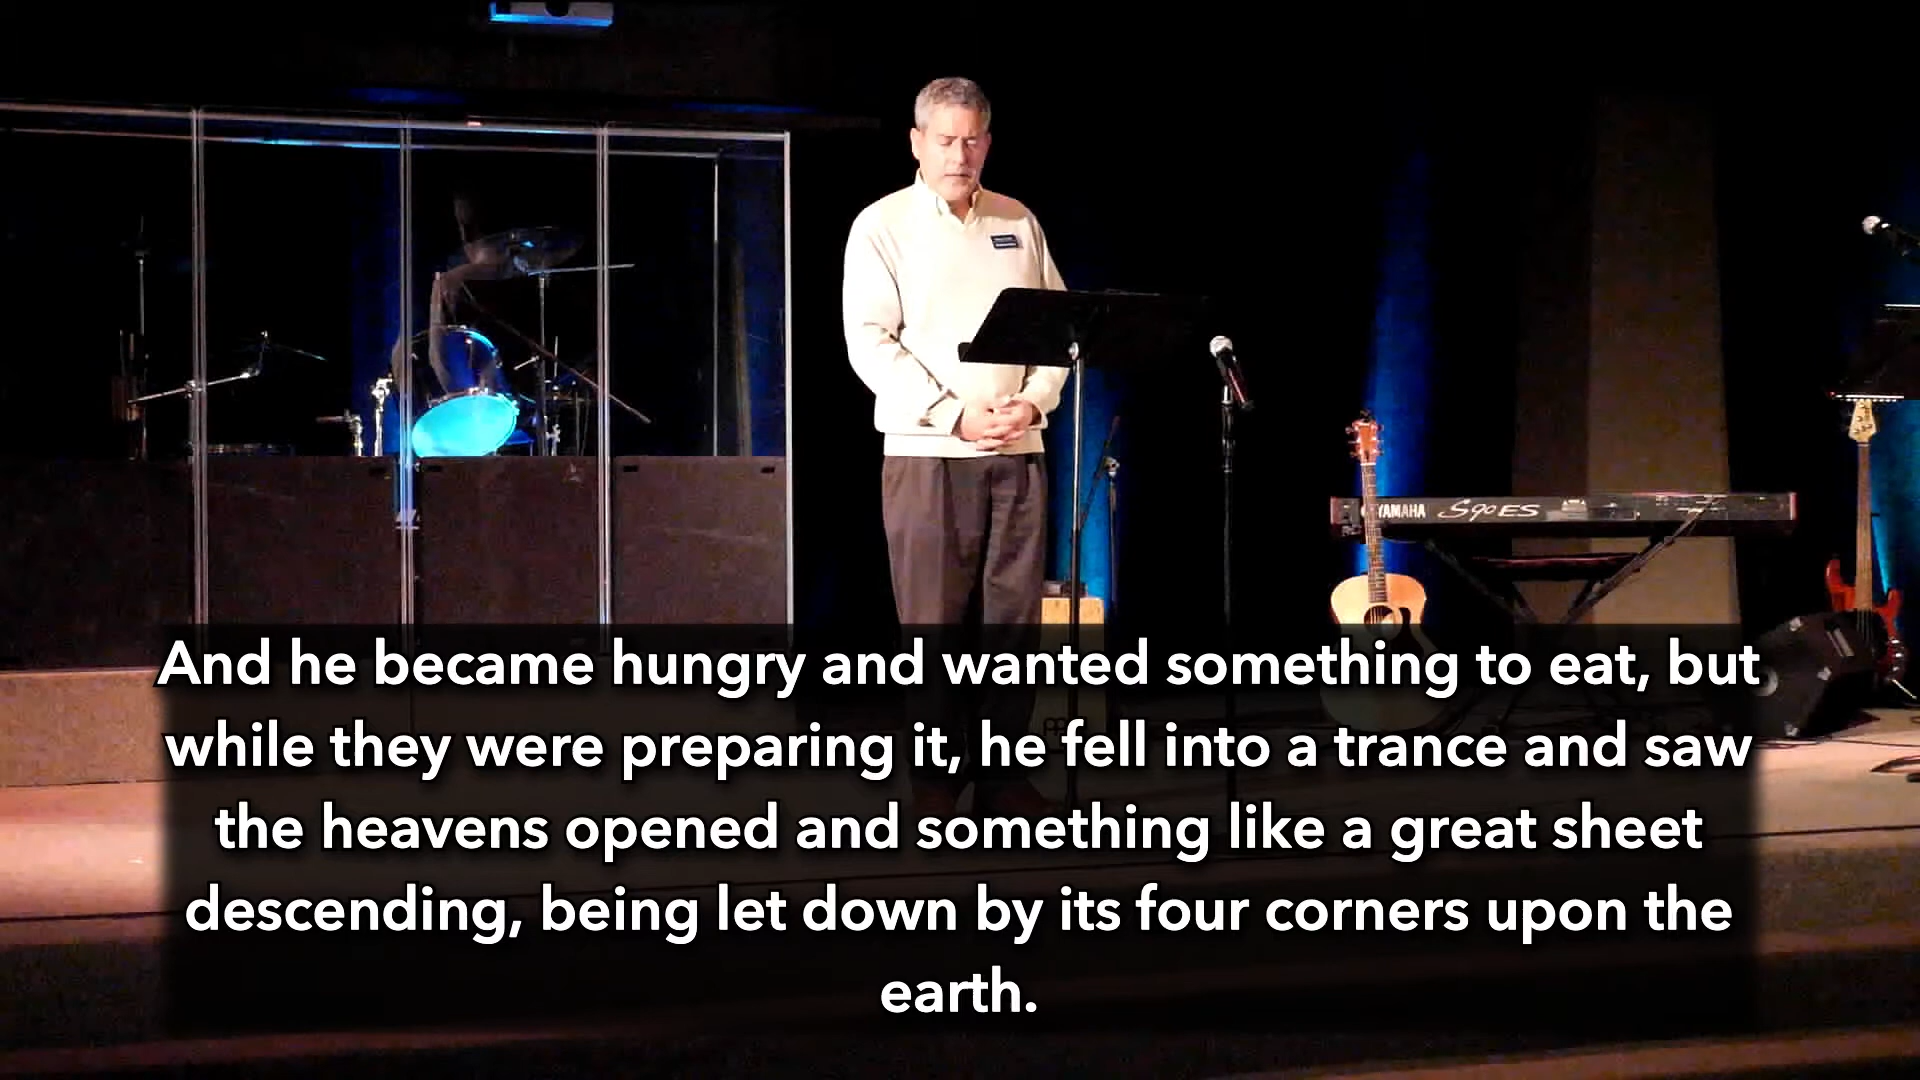 YAMAHA S90 ES
And he became hungry and wanted something to eat, but
while they were preparing it, he fell into a trance and saw
the heavens opened and something like a great sheet
descending, being let down by its four corners upon the
earth.